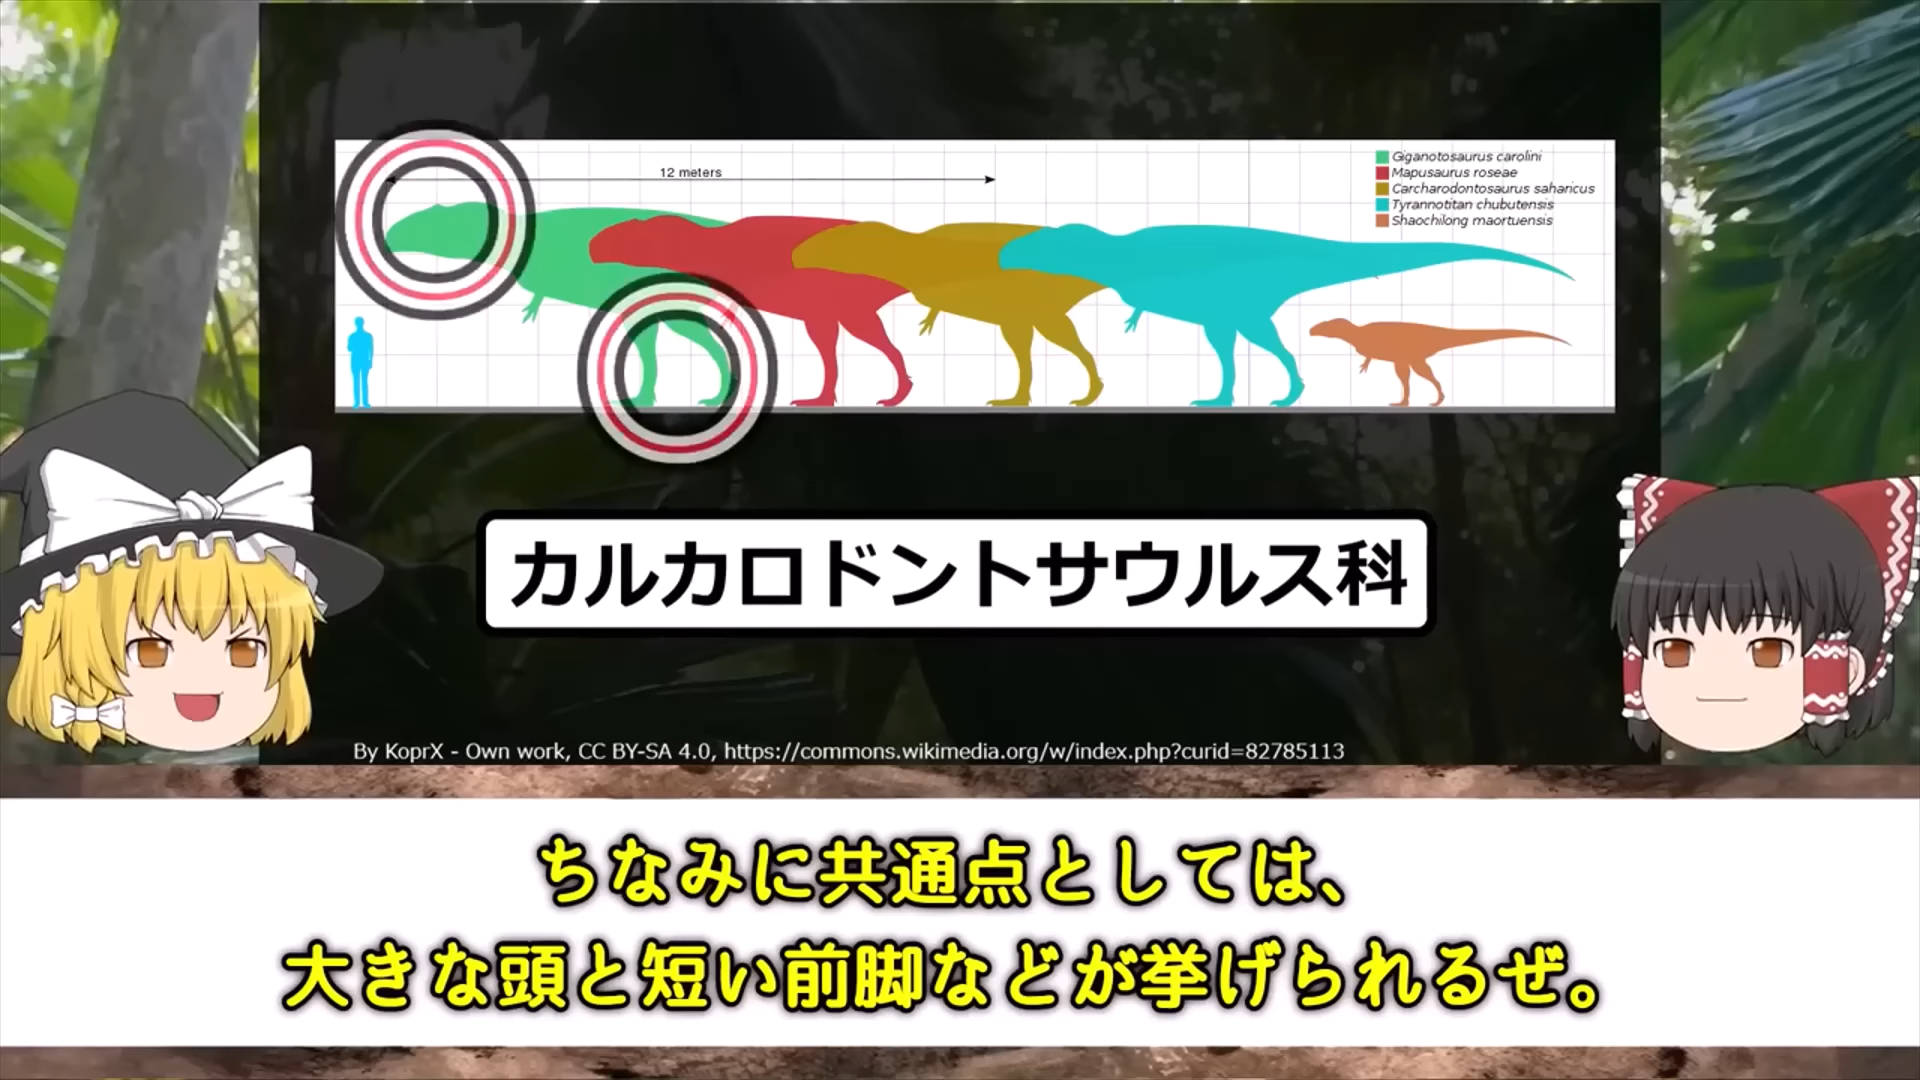 12 meters
Giganotosaurus carolini
Mapusaurus roseae
Carcharodontosaurus saharicus
Tyrannotitan chubutensis
Shaochilong maortuensis
カルカロドントサウルス科
By KoprX - Own work, CC BY-SA 4.0, https://commons.wikimedia.org/w/index.php?curid=82785113
ちなみに共通点としては、
大きな頭と短い前脚などが挙げられるぜ。